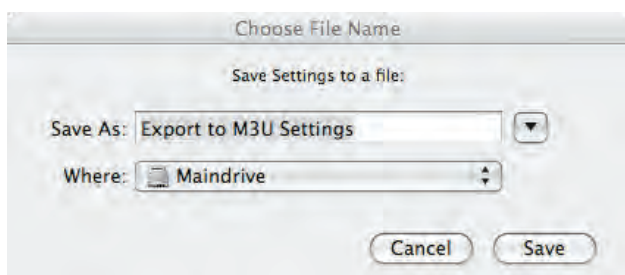 Choose File Name
Save Settings to a file:
Save As: Export to M3U Settings
Where: Maindrive
Cancel Save